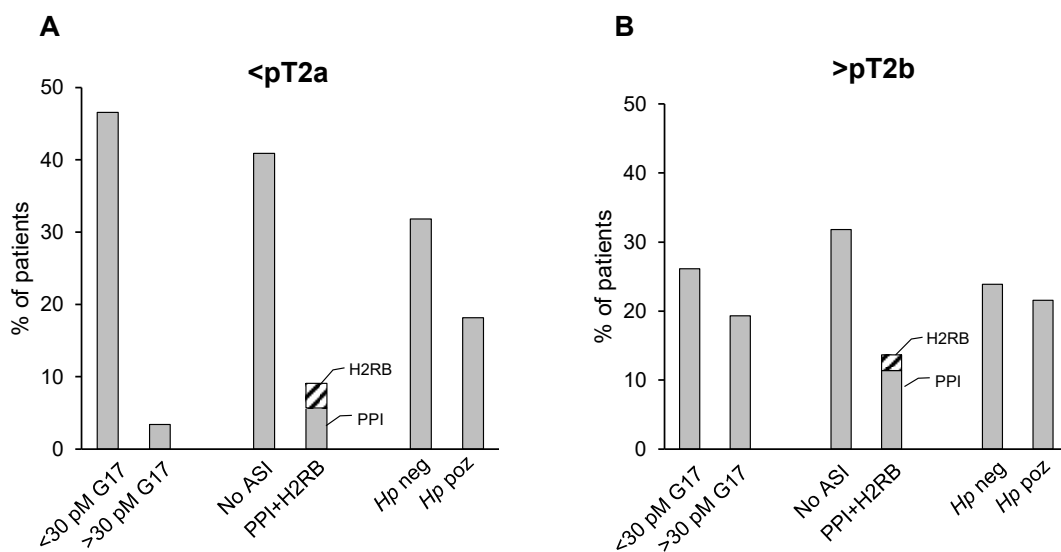 A
<pT2a
% of patients
50
40
30
20
10
0
H2RB
PPI
<30 pM G17
>30 pM G17
No ASI
PPI+H2RB
Hp neg
Hp poz
B
>pT2b
% of patients
50
40
30
20
10
0
H2RB
PPI
<30 pM G17
>30 pM G17
No ASI
PPI+H2RB
Hp neg
Hp poz